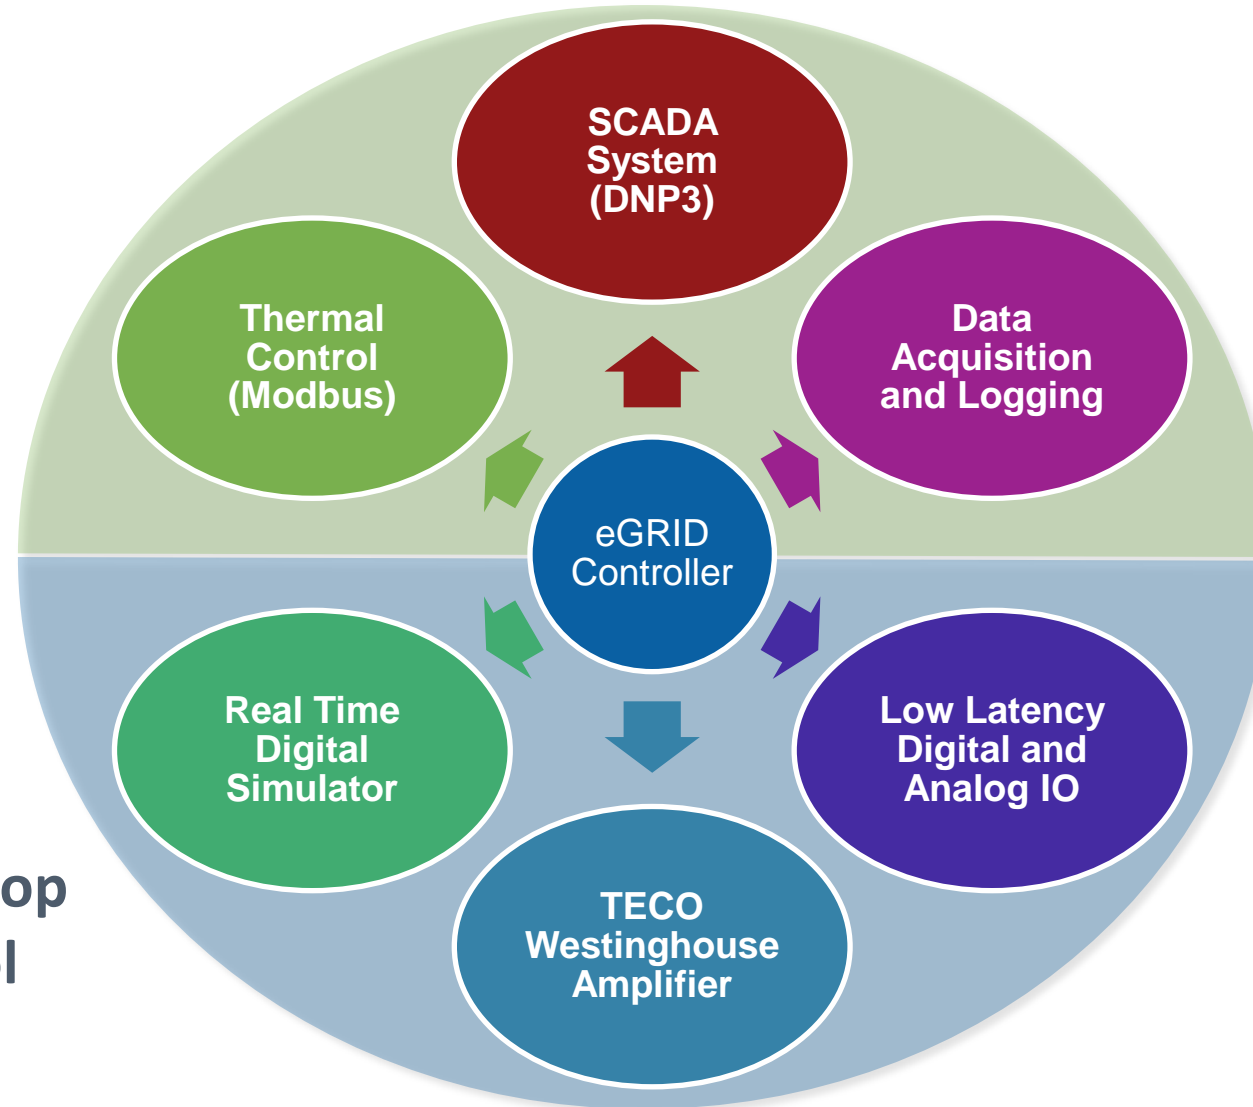 SCADA
System
(DNP3)
Thermal
Control
(Modbus)
Data
Acquisition
and Logging
eGRID
Controller
Real Time
Digital
Simulator
Low Latency
Digital and
Analog IO
TECO
Westinghouse
Amplifier